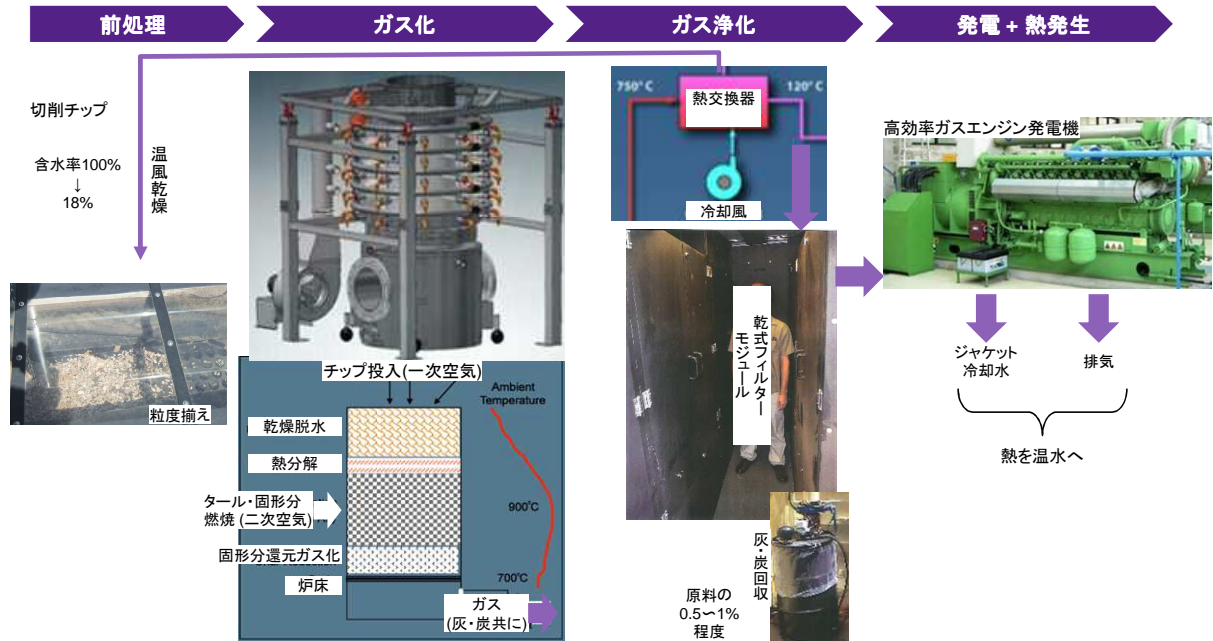 前処理
ガス化
ガス浄化
発電 + 熱発生
切削チップ
含水率100%
↓
18%
温風乾燥
粒度揃え
チップ投入(一次空気)
Ambient
Temperature
乾燥脱水
熱分解
タール・固形分
燃焼 (二次空気)
900℃
固形分還元ガス化
700℃
炉床
ガス
(灰・炭共に)
750° C
120° C
熱交換器
冷却風
乾式フィルター
モジュール
灰・炭回収
原料の
0.5〜1%
程度
高効率ガスエンジン発電機
ジャケット
冷却水
排気
熱を温水へ